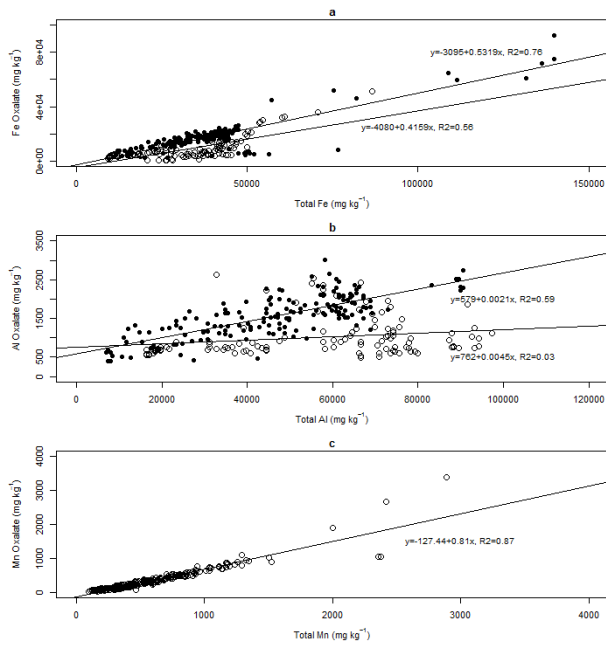 a
Fe Oxalate (mg kg⁻¹)
8e+04
4e+04
0e+00
y=-3095+0.5319x, R2=0.76
y=-4080+0.4159x, R2=0.56
0
50000
100000
150000
Total Fe (mg kg⁻¹)
b
Al Oxalate (mg kg⁻¹)
3500
2500
1500
500
0
y=579+0.0021x, R2=0.59
y=762+0.0045x, R2=0.03
0
20000
40000
60000
80000
100000
120000
Total Al (mg kg⁻¹)
c
Mn Oxalate (mg kg⁻¹)
4000
3000
2000
1000
0
y=-127.44+0.81x, R2=0.87
0
1000
2000
3000
4000
Total Mn (mg kg⁻¹)